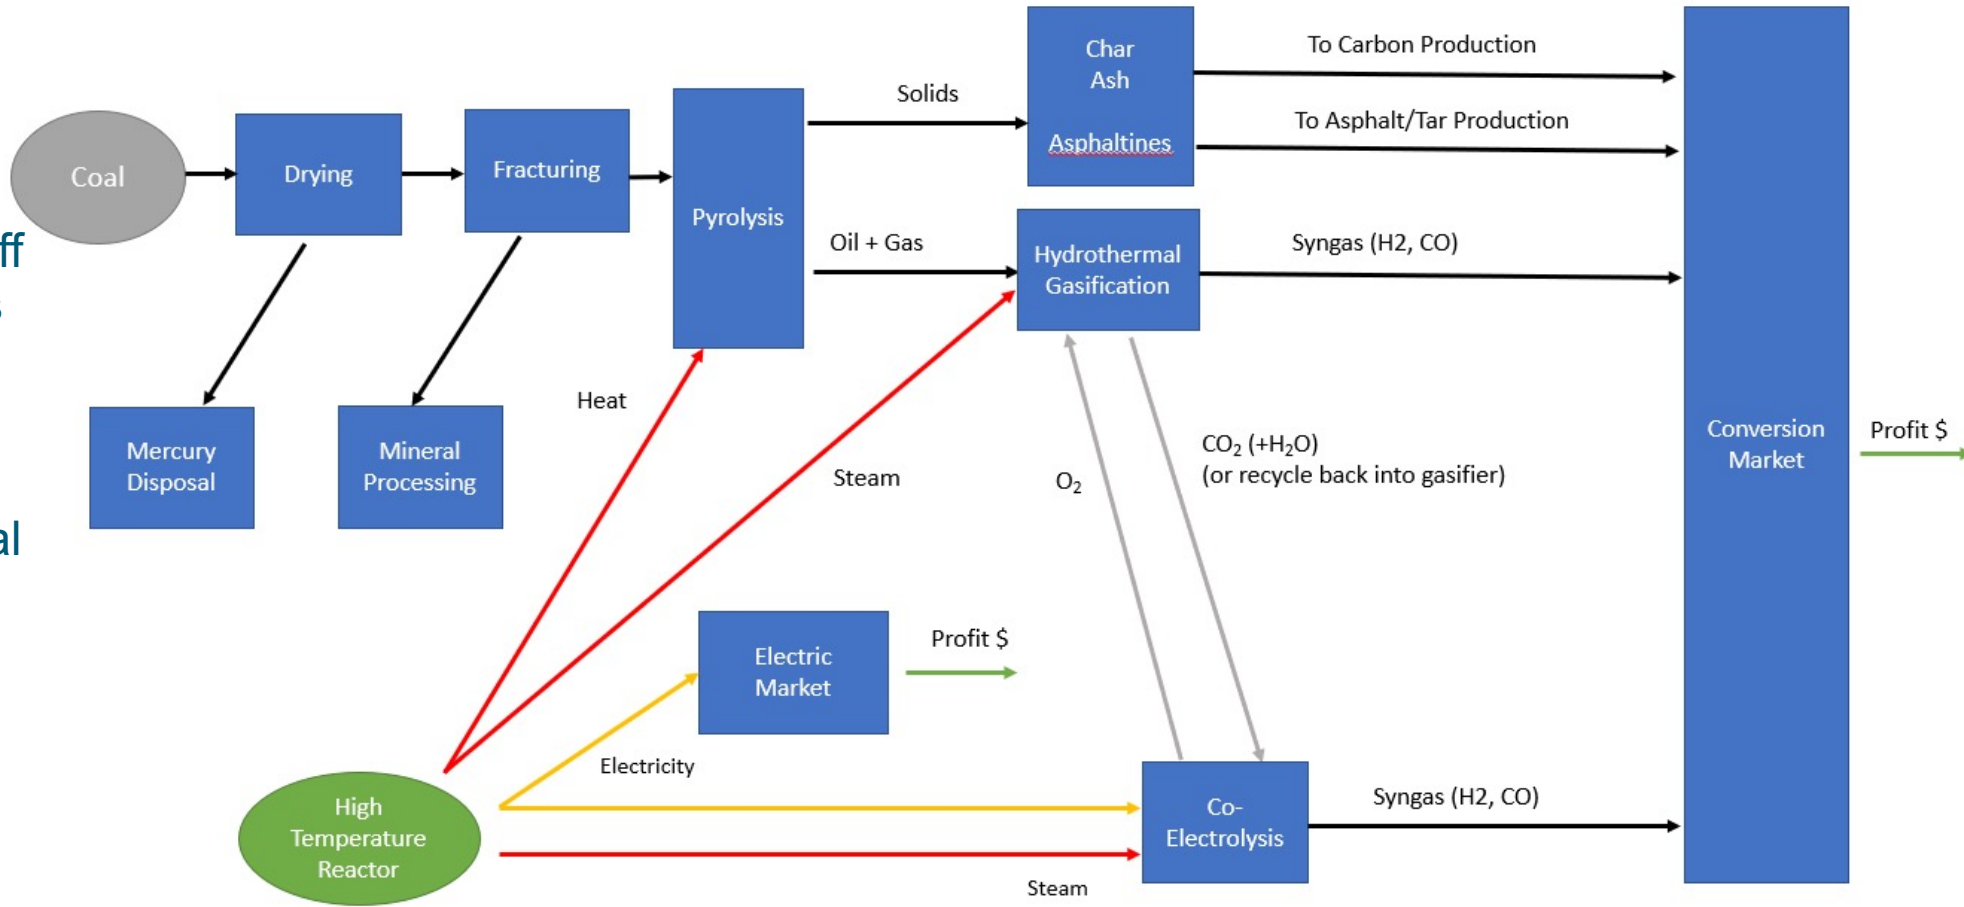 Coal
Drying
Fracturing
Pyrolysis
Solids
Char
Ash
Asphaltines
To Carbon Production
To Asphalt/Tar Production
Oil + Gas
Hydrothermal
Gasification
Syngas (H2, CO)
ff
s
al
Mercury
Disposal
Mineral
Processing
Heat
Steam
O₂
CO₂ (+H₂O)
(or recycle back into gasifier)
Conversion
Market
Profit $
Electric
Market
Profit $
Electricity
High
Temperature
Reactor
Co-
Electrolysis
Syngas (H2, CO)
Steam